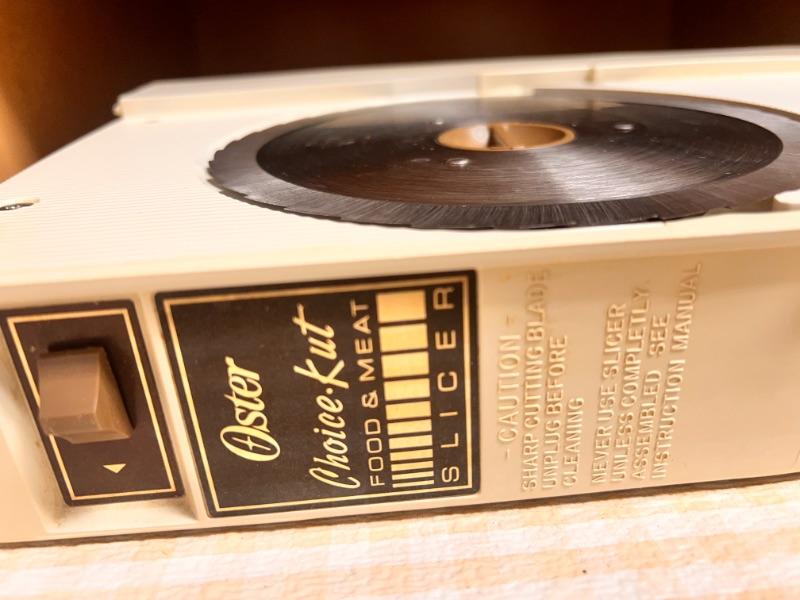 Oster
Choice·Kut
FOOD & MEAT
SLICER
- CAUTION -
SHARP CUTTING BLADE
UNPLUG BEFORE
CLEANING
NEVER USE SLICER
UNLESS COMPLETLY
ASSEMBLED SEE
INSTRUCTION MANUAL